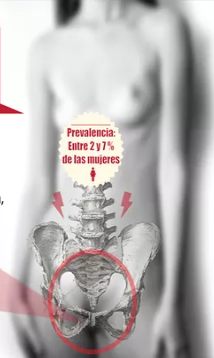 Prevalencia:
Entre 2 y 7%
de las mujeres